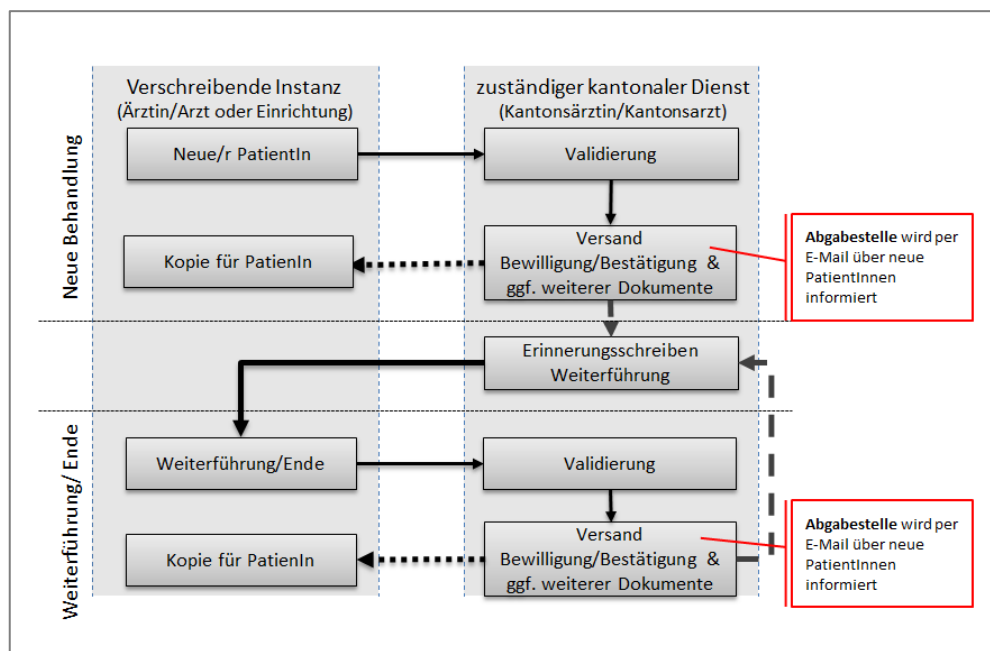 Verschreibende Instanz
(Ärztin/Arzt oder Einrichtung)
zuständiger kantonaler Dienst
(Kantonsärztin/Kantonsarzt)
Neue Behandlung
Neue/r PatientIn
Validierung
Kopie für PatienIn
Versand
Bewilligung/Bestätigung &
ggf. weiterer Dokumente
Abgabestelle wird per
E-Mail über neue
PatientInnen
informiert
Erinnerungsschreiben
Weiterführung
Weiterführung/ Ende
Weiterführung/Ende
Validierung
Kopie für PatienIn
Versand
Bewilligung/Bestätigung &
ggf. weiterer Dokumente
Abgabestelle wird per
E-Mail über neue
PatientInnen
informiert